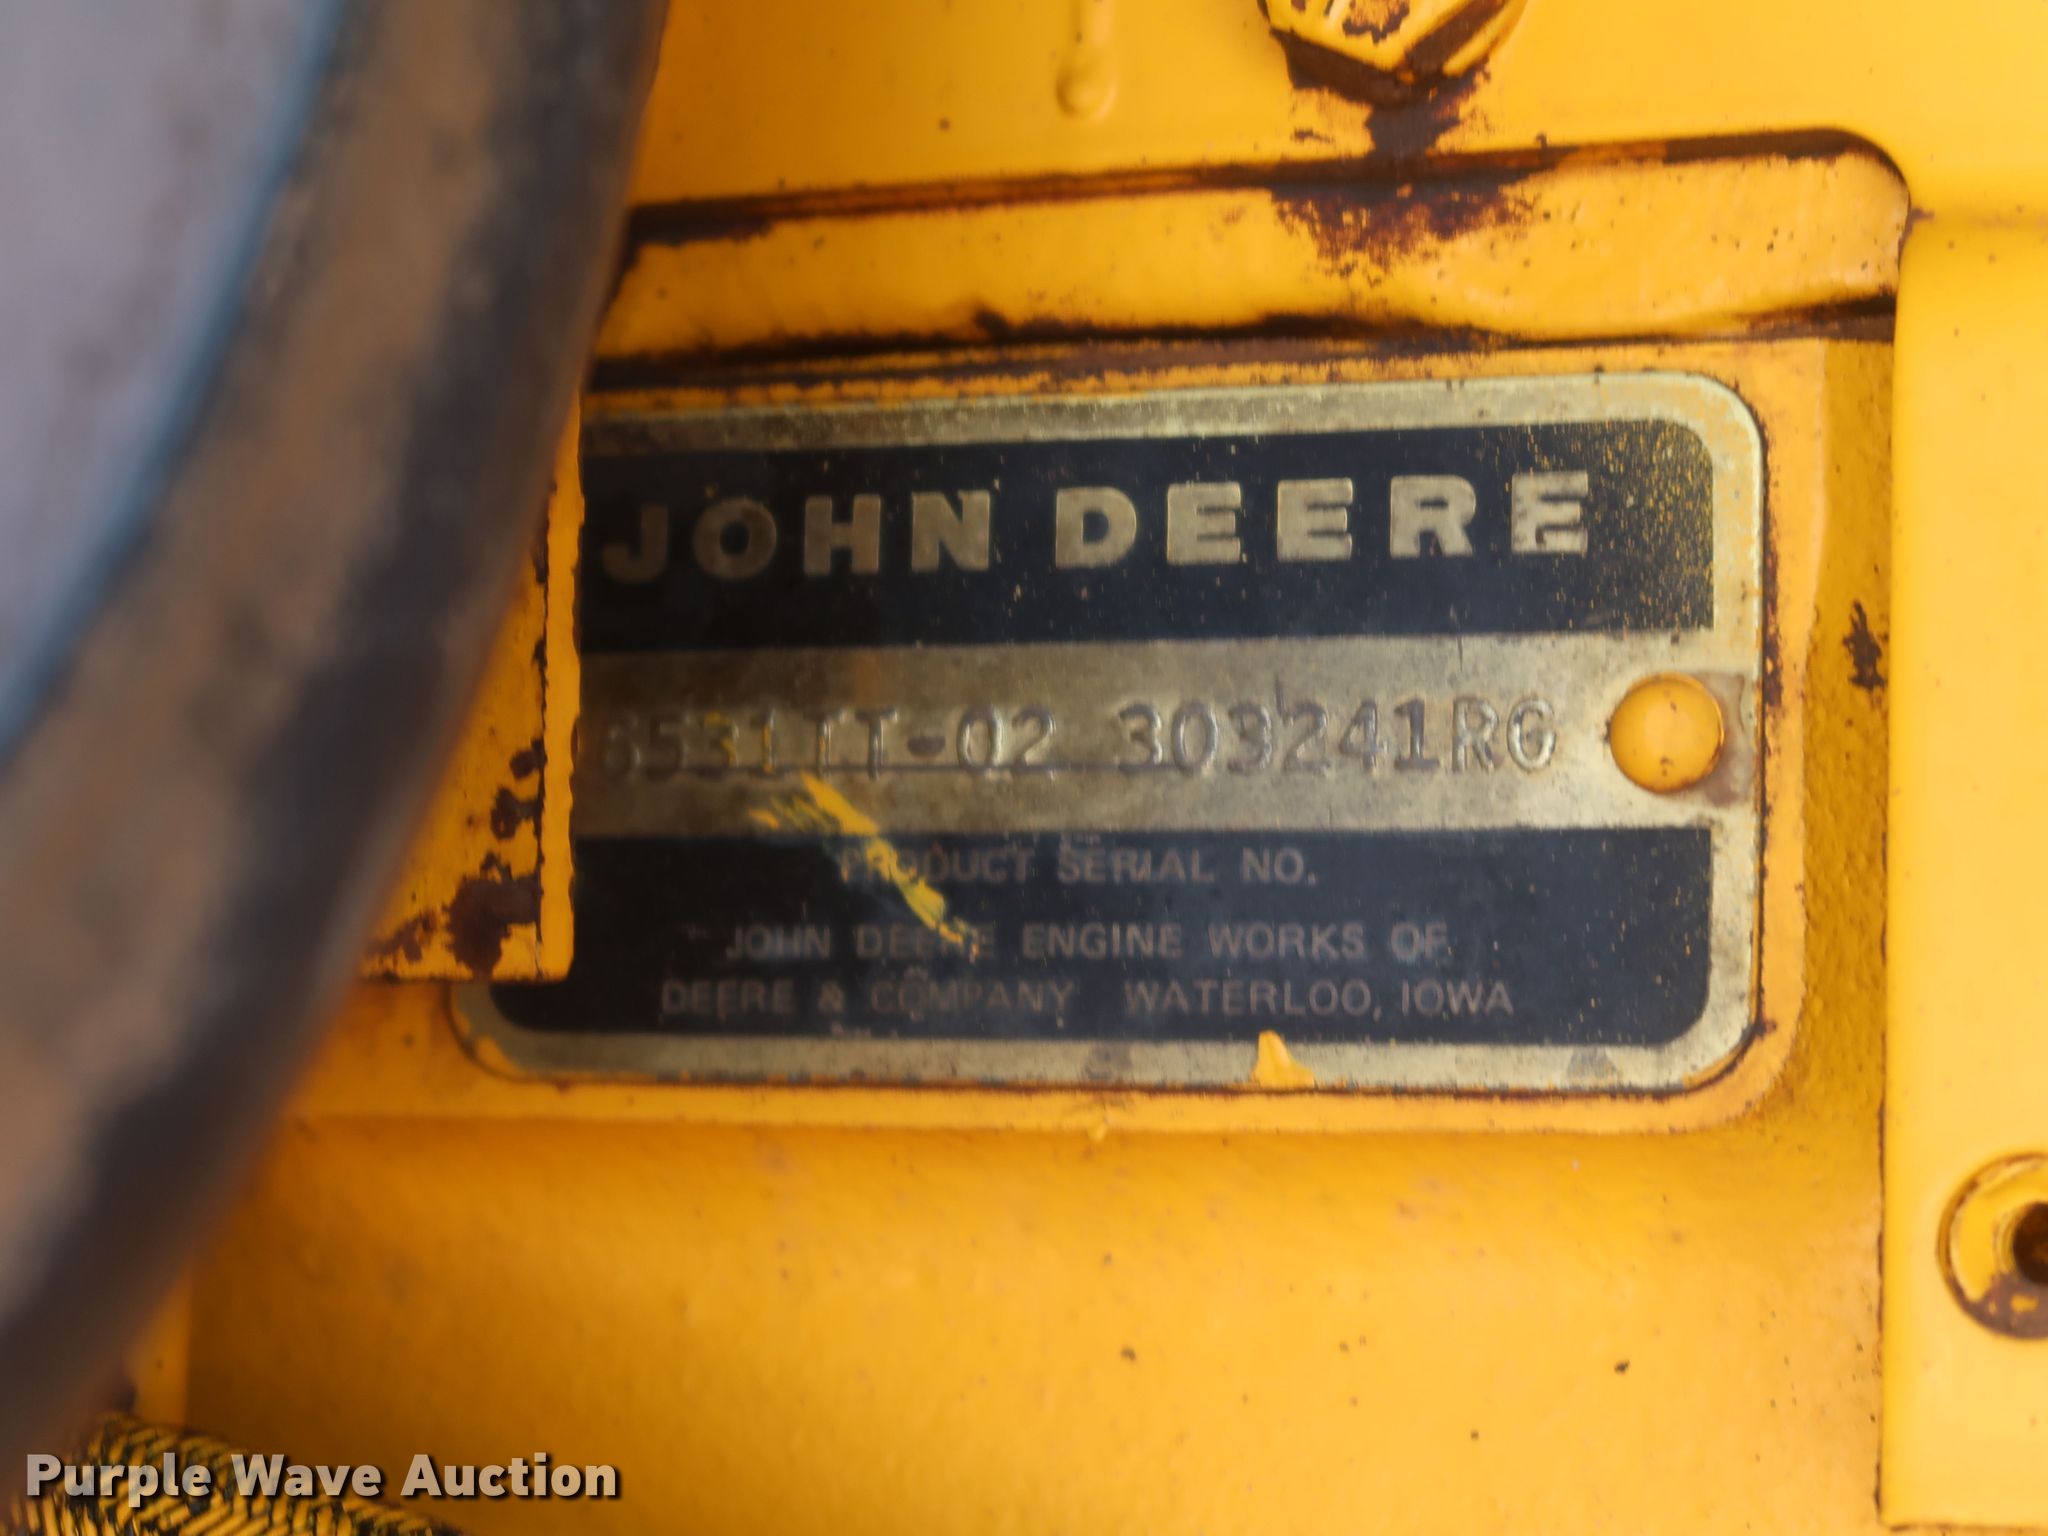 JOHN DEERE
6531TT-02 303241RG
PRODUCT SERIAL NO.
JOHN DEERE ENGINE WORKS OF
DEERE & COMPANY WATERLOO, IOWA
Purple Wave Auction